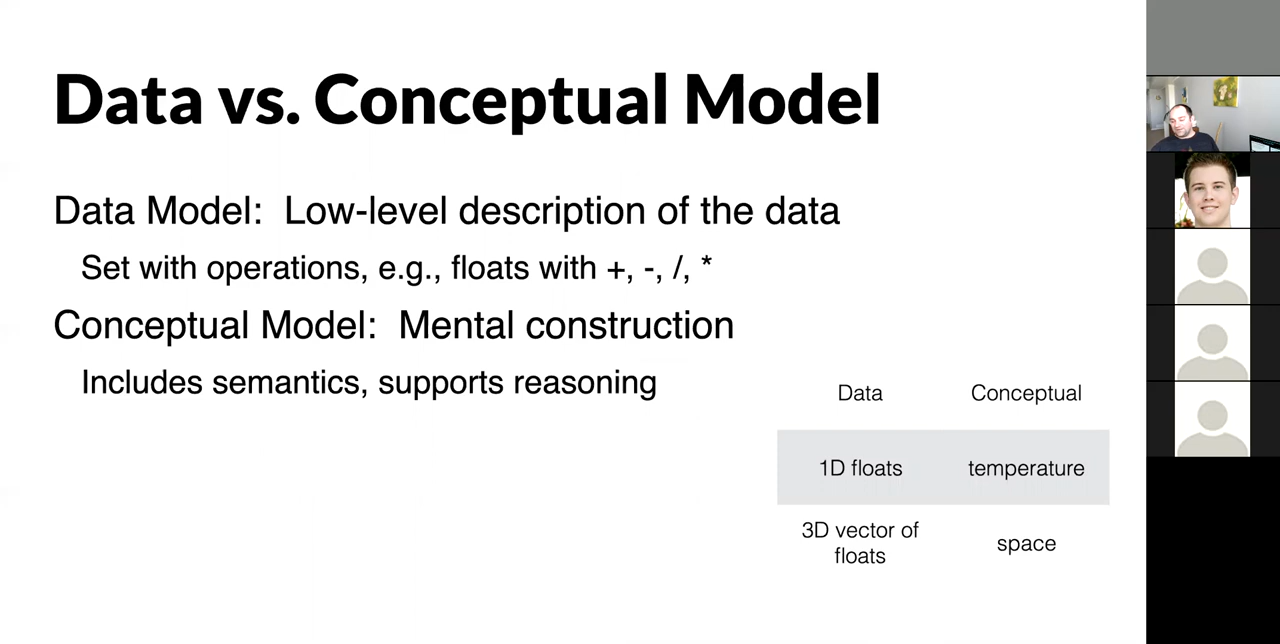 Data vs. Conceptual Model
Data Model:  Low-level description of the data
Set with operations, e.g., floats with +, -, /, *
Conceptual Model:  Mental construction
Includes semantics, supports reasoning
Data Conceptual
1D floats temperature
3D vector of
floats
space